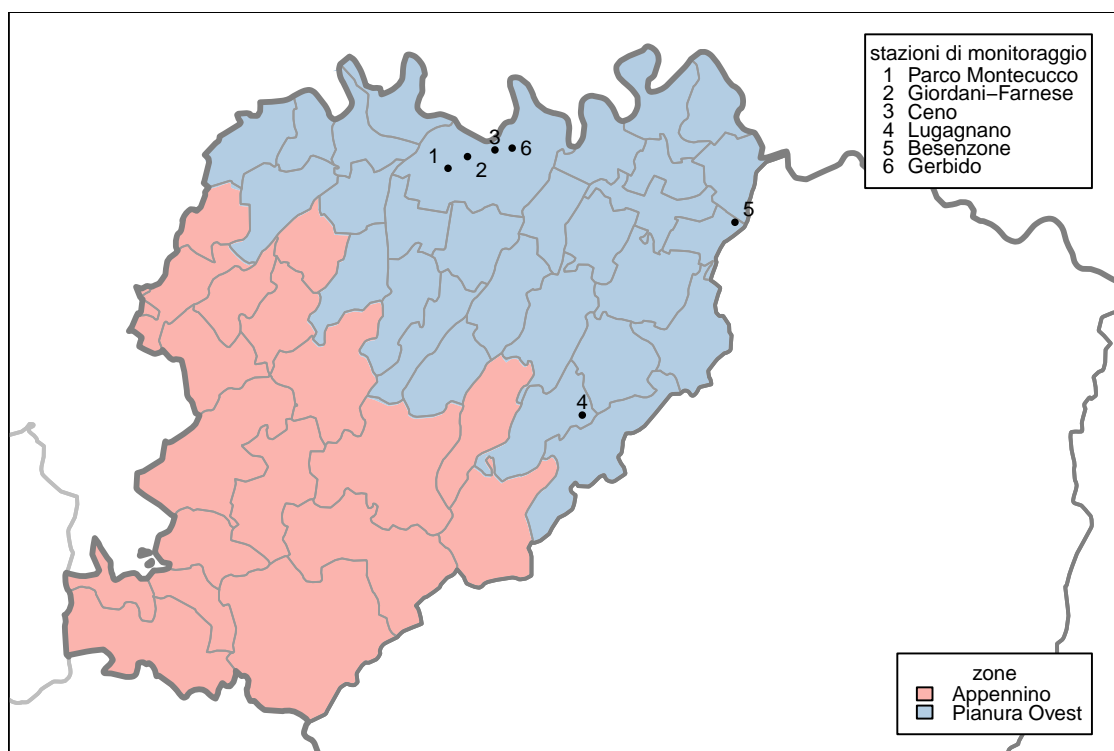 stazioni di monitoraggio
1 Parco Montecucco
2 Giordani−Farnese
3 Ceno
4 Lugagnano
5 Besenzone
6 Gerbido
3
6
1
2
5
4
zone
Appennino
Pianura Ovest